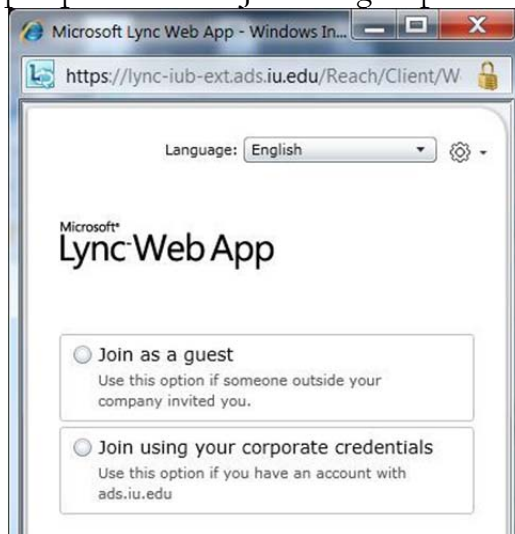 Microsoft Lync Web App - Windows In...
https://lync-iub-ext.ads.iu.edu/Reach/Client/W
Language: English
Microsoft®
Lync Web App
Join as a guest
Use this option if someone outside your
company invited you.
Join using your corporate credentials
Use this option if you have an account with
ads.iu.edu